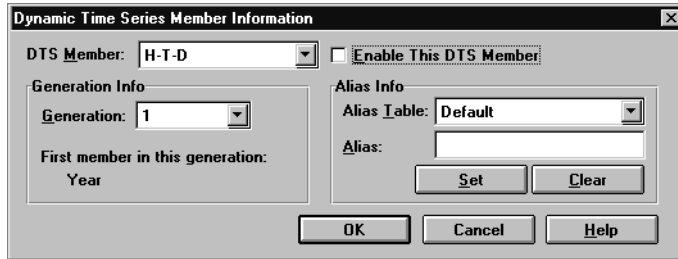 Dynamic Time Series Member Information
DTS Member: H-T-D Enable This DTS Member
Generation Info
Generation: 1
First member in this generation:
Year
Alias Info
Alias Table: Default
Alias:
Set Clear
OK Cancel Help